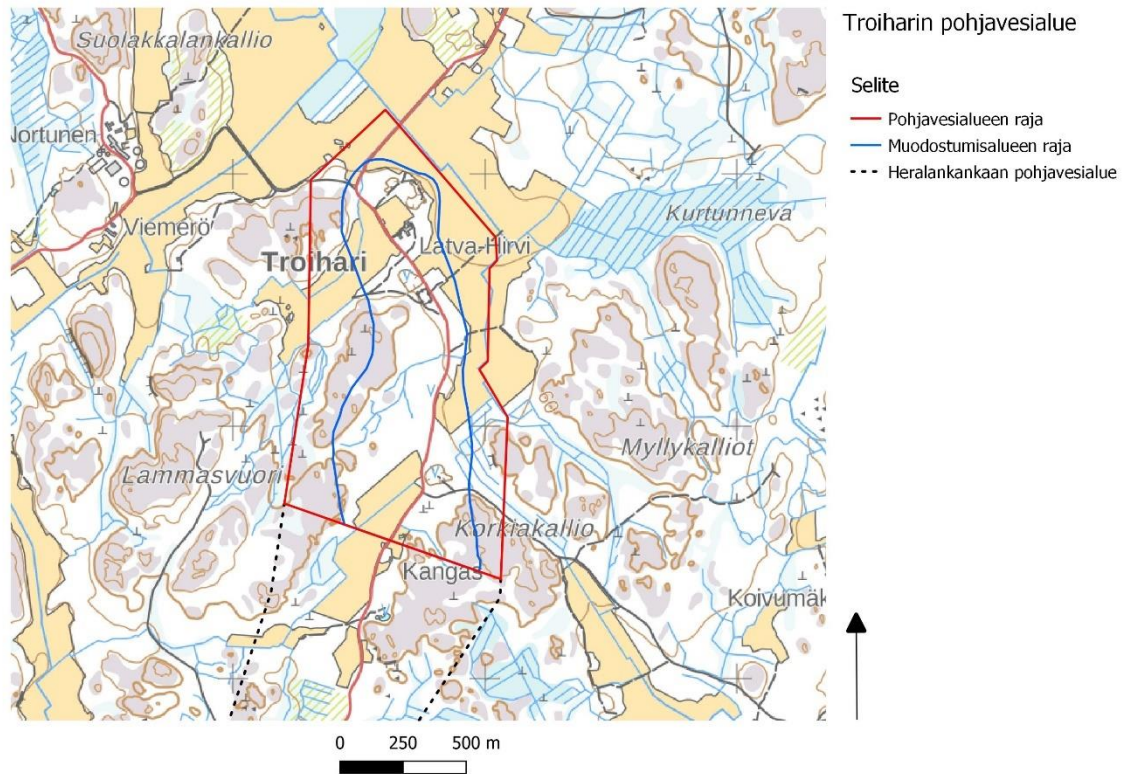 Troiharin pohjavesialue
Selite
Pohjavesialueen raja
Muodostumisalueen raja
Heralankankaan pohjavesialue
Suolakkalankallio
Nortunen
Viemerö
Troihari
Latva-Hirvi
Kurtunneva
Lammasvuori
Myllykalliot
Korkiakallio
Kangas
Koivumäk
0 250 500 m